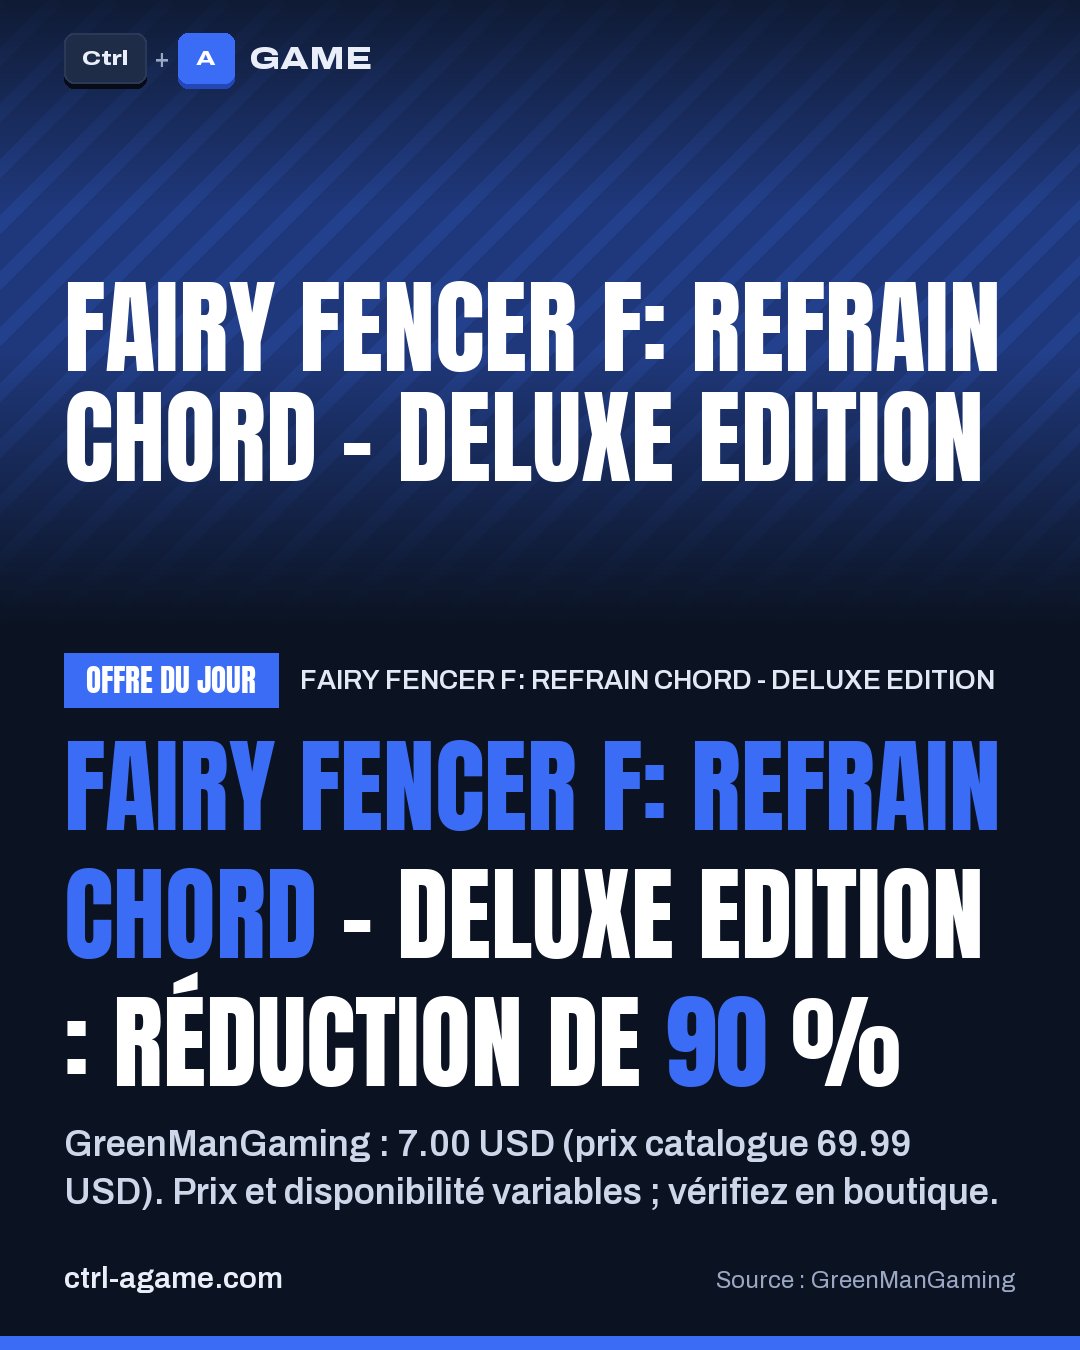 Ctrl + A GAME
FAIRY FENCER F: REFRAIN
CHORD - DELUXE EDITION
OFFRE DU JOUR FAIRY FENCER F: REFRAIN CHORD - DELUXE EDITION
FAIRY FENCER F: REFRAIN
CHORD - DELUXE EDITION
: RÉDUCTION DE 90 %
GreenManGaming : 7.00 USD (prix catalogue 69.99
USD). Prix et disponibilité variables ; vérifiez en boutique.
ctrl-agame.com Source : GreenManGaming